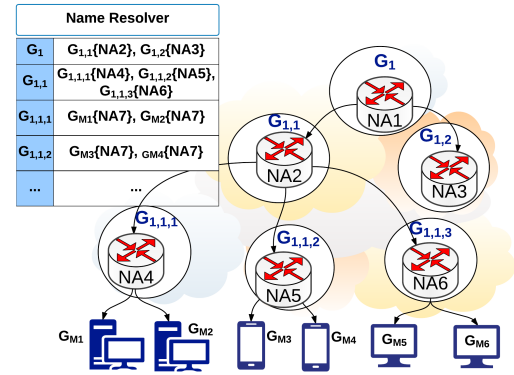 Name Resolver
G1 G1,1{NA2}, G1,2{NA3}
G1,1 G1,1,1{NA4}, G1,1,2{NA5},
G1,1,3{NA6}
G1,1,1 GM1{NA7}, GM2{NA7}
G1,1,2 GM3{NA7}, GM4{NA7}
... ...
G1
NA1
G1,1
NA2
G1,2
NA3
G1,1,1
NA4
G1,1,2
NA5
G1,1,3
NA6
GM1
GM2
GM3
GM4
GM5
GM6